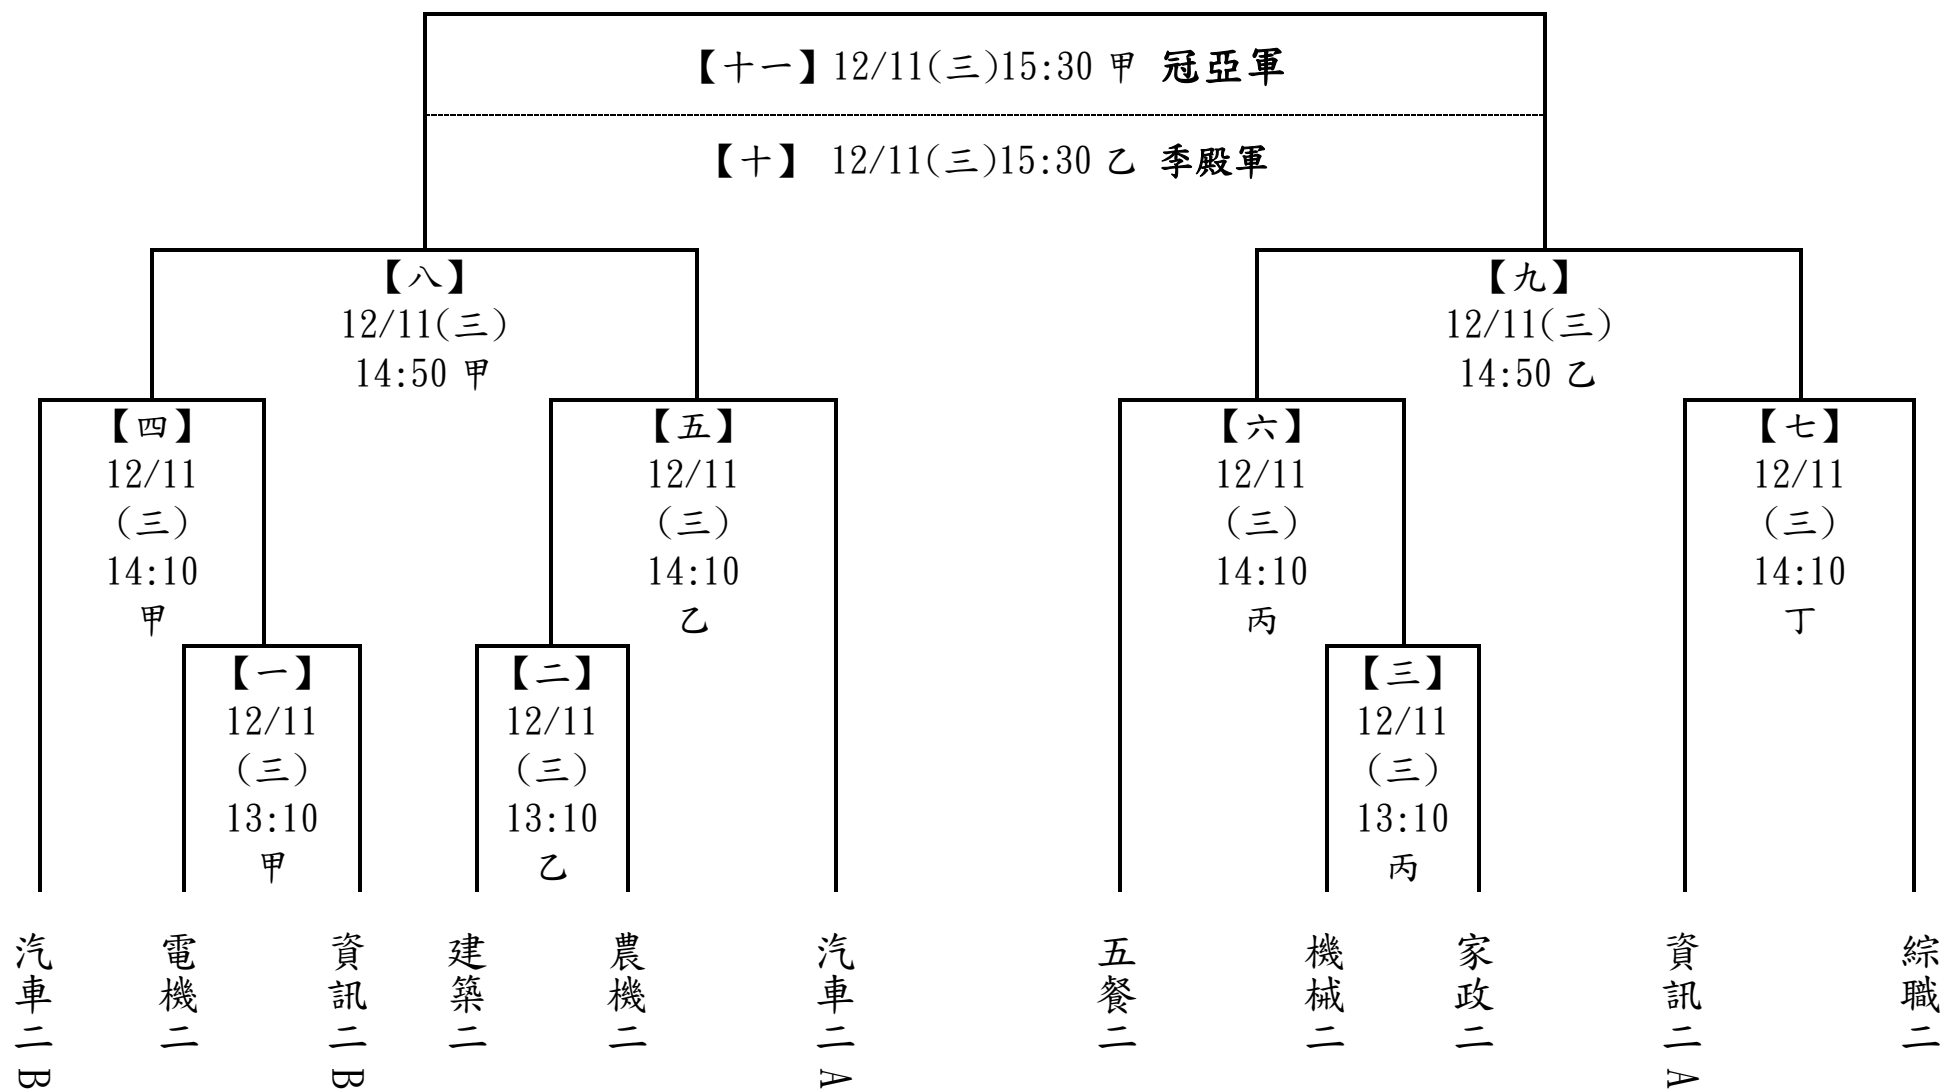 【十一】12/11(三)15:30 甲 冠亞軍
【十】 12/11(三)15:30 乙 季殿軍
【八】
12/11(三)
14:50 甲
【九】
12/11(三)
14:50 乙
【四】
12/11
(三)
14:10
甲
【五】
12/11
(三)
14:10
乙
【六】
12/11
(三)
14:10
丙
【七】
12/11
(三)
14:10
丁
【一】
12/11
(三)
13:10
甲
【二】
12/11
(三)
13:10
乙
【三】
12/11
(三)
13:10
丙
汽車二B
電機二
資訊二B
建築二
農機二
汽車二A
五餐二
機械二
家政二
資訊二A
綜職二